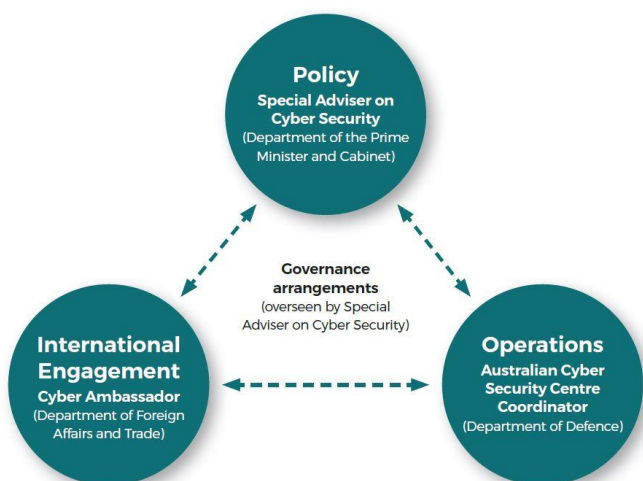 Policy
Special Adviser on
Cyber Security
(Department of the Prime
Minister and Cabinet)
Governance
arrangements
(overseen by Special
Adviser on Cyber Security)
International
Engagement
Cyber Ambassador
(Department of Foreign
Affairs and Trade)
Operations
Australian Cyber
Security Centre
Coordinator
(Department of Defence)